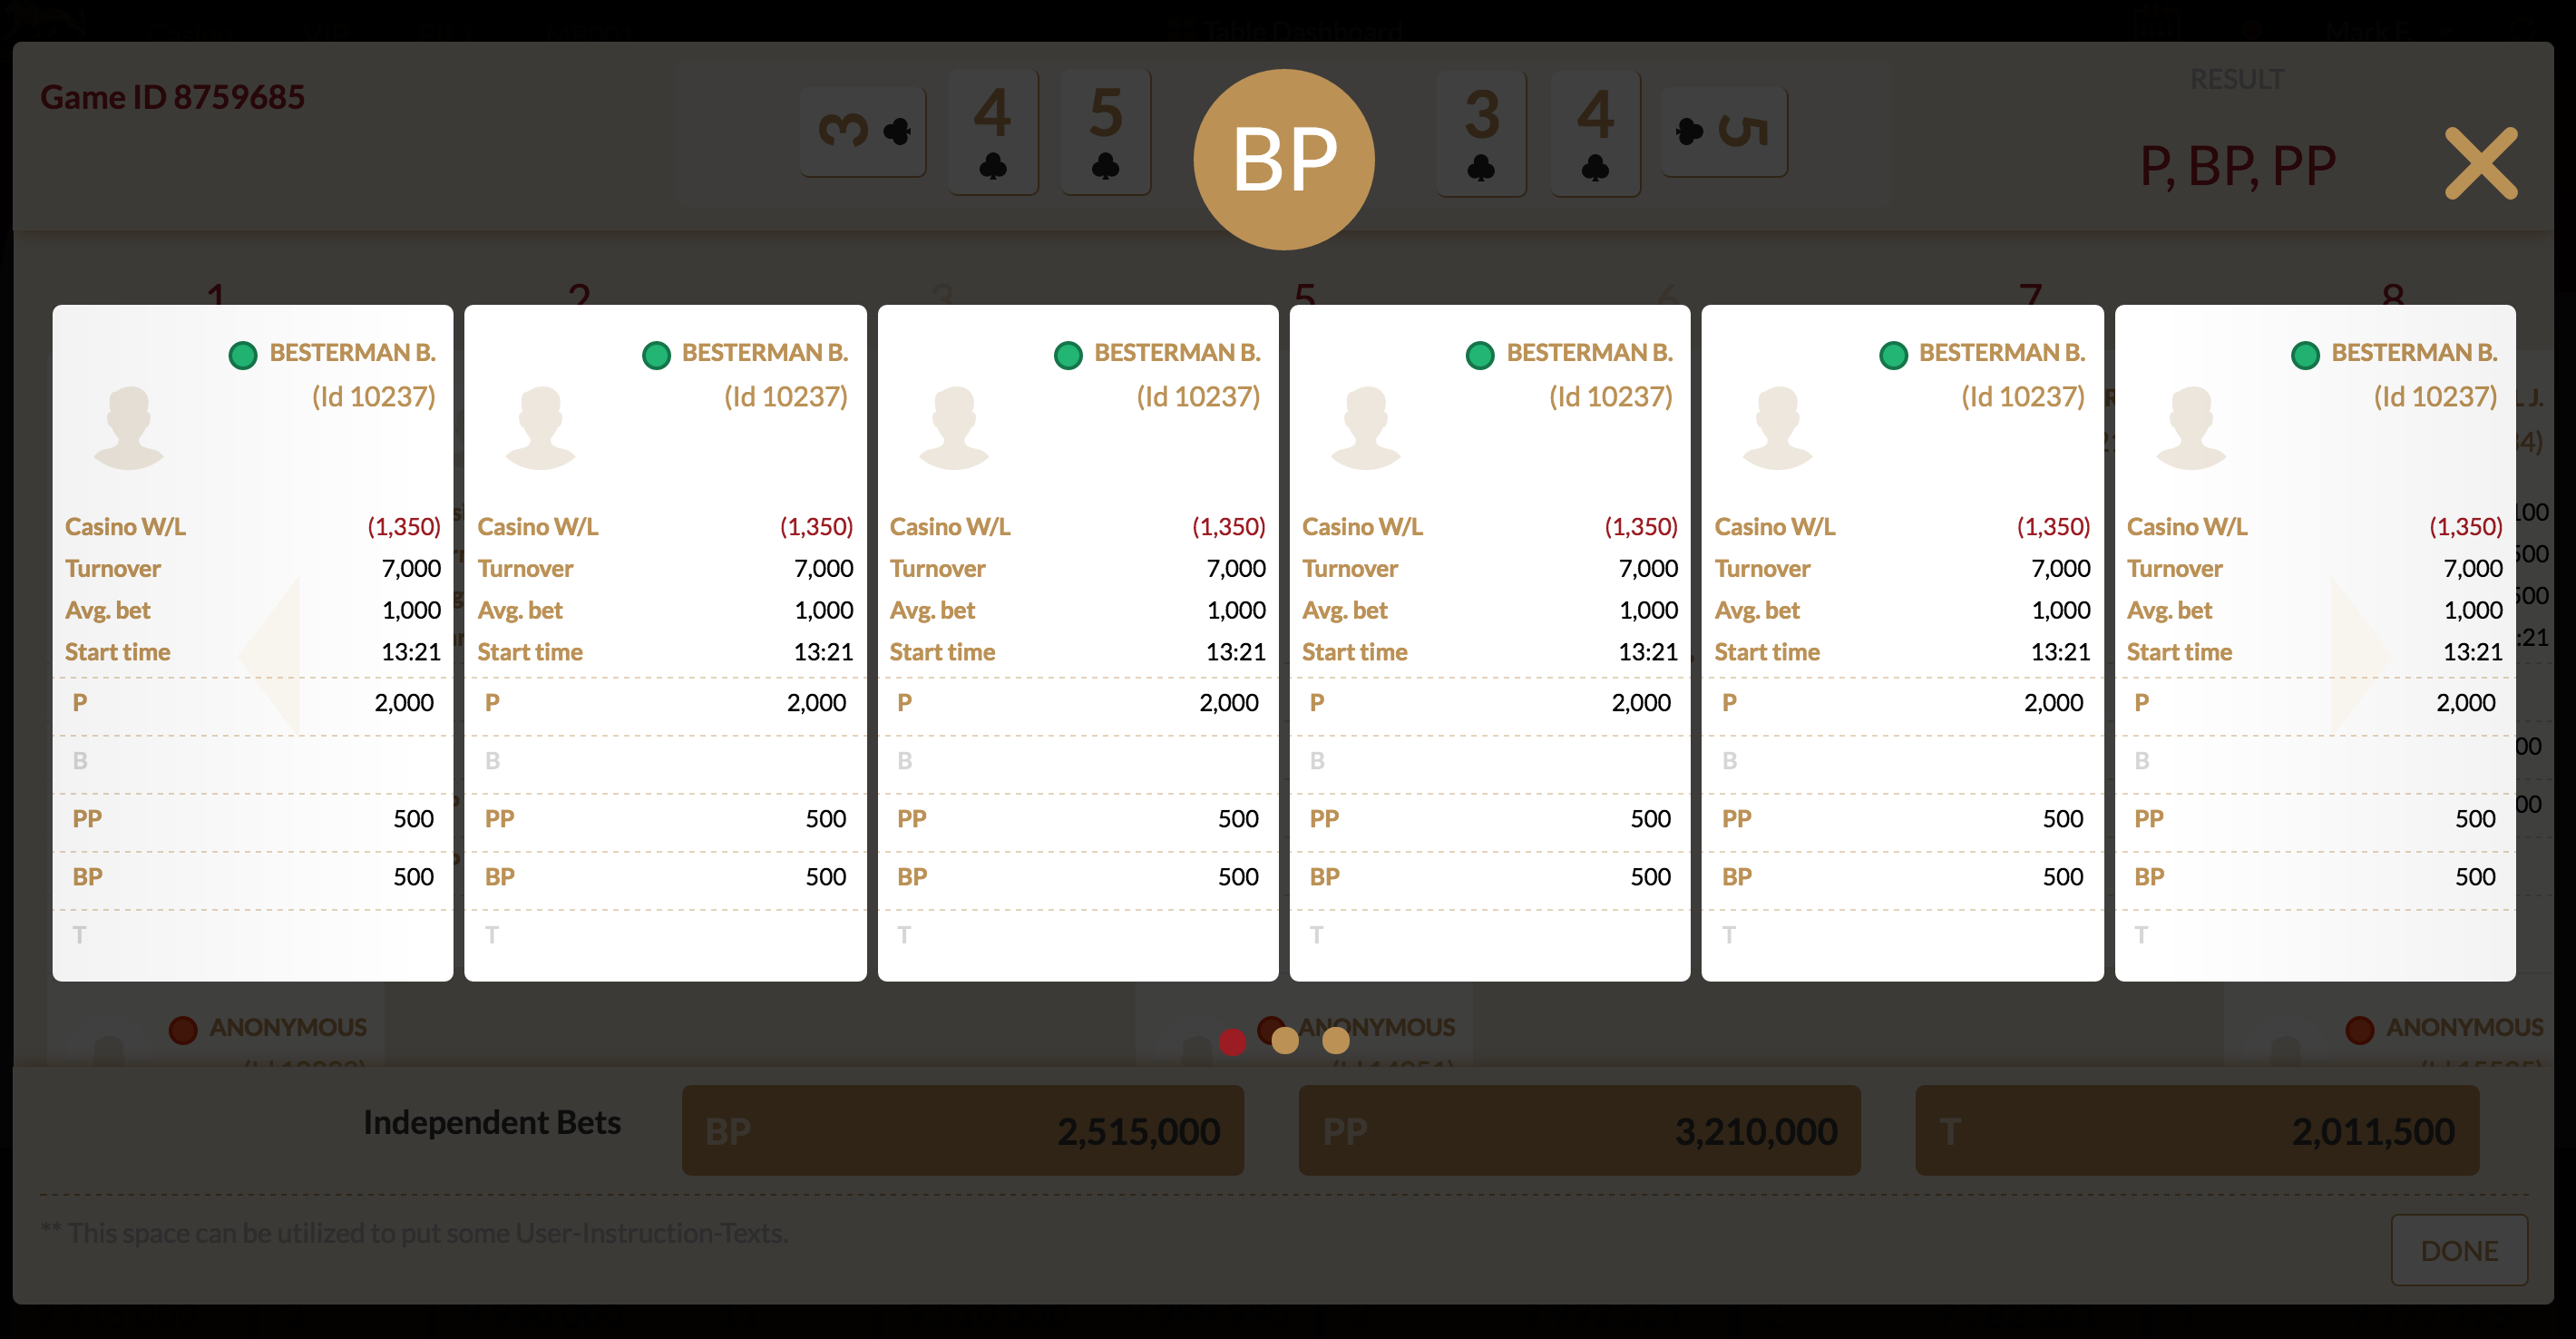 Table Dashboard
Mark F.
Game ID 8759685
3 4 5
BP
3 4 5
RESULT
P, BP, PP
1 2 3 5 6 7 8
BESTERMAN B. BESTERMAN B. BESTERMAN B. BESTERMAN B. BESTERMAN B. BESTERMAN B.
(Id 10237) (Id 10237) (Id 10237) (Id 10237) (Id 10237) (Id 10237)
Casino W/L (1,350) Casino W/L (1,350) Casino W/L (1,350) Casino W/L (1,350) Casino W/L (1,350) Casino W/L (1,350)
Turnover 7,000 Turnover 7,000 Turnover 7,000 Turnover 7,000 Turnover 7,000 Turnover 7,000
Avg. bet 1,000 Avg. bet 1,000 Avg. bet 1,000 Avg. bet 1,000 Avg. bet 1,000 Avg. bet 1,000
Start time 13:21 Start time 13:21 Start time 13:21 Start time 13:21 Start time 13:21 Start time 13:21
P 2,000 P 2,000 P 2,000 P 2,000 P 2,000 P 2,000
B B B B B B
PP 500 PP 500 PP 500 PP 500 PP 500 PP 500
BP 500 BP 500 BP 500 BP 500 BP 500 BP 500
T T T T T T
ANONYMOUS ANONYMOUS ANONYMOUS
Independent Bets BP 2,515,000 PP 3,210,000 T 2,011,500
** This space can be utilized to put some User-Instruction-Texts.
DONE